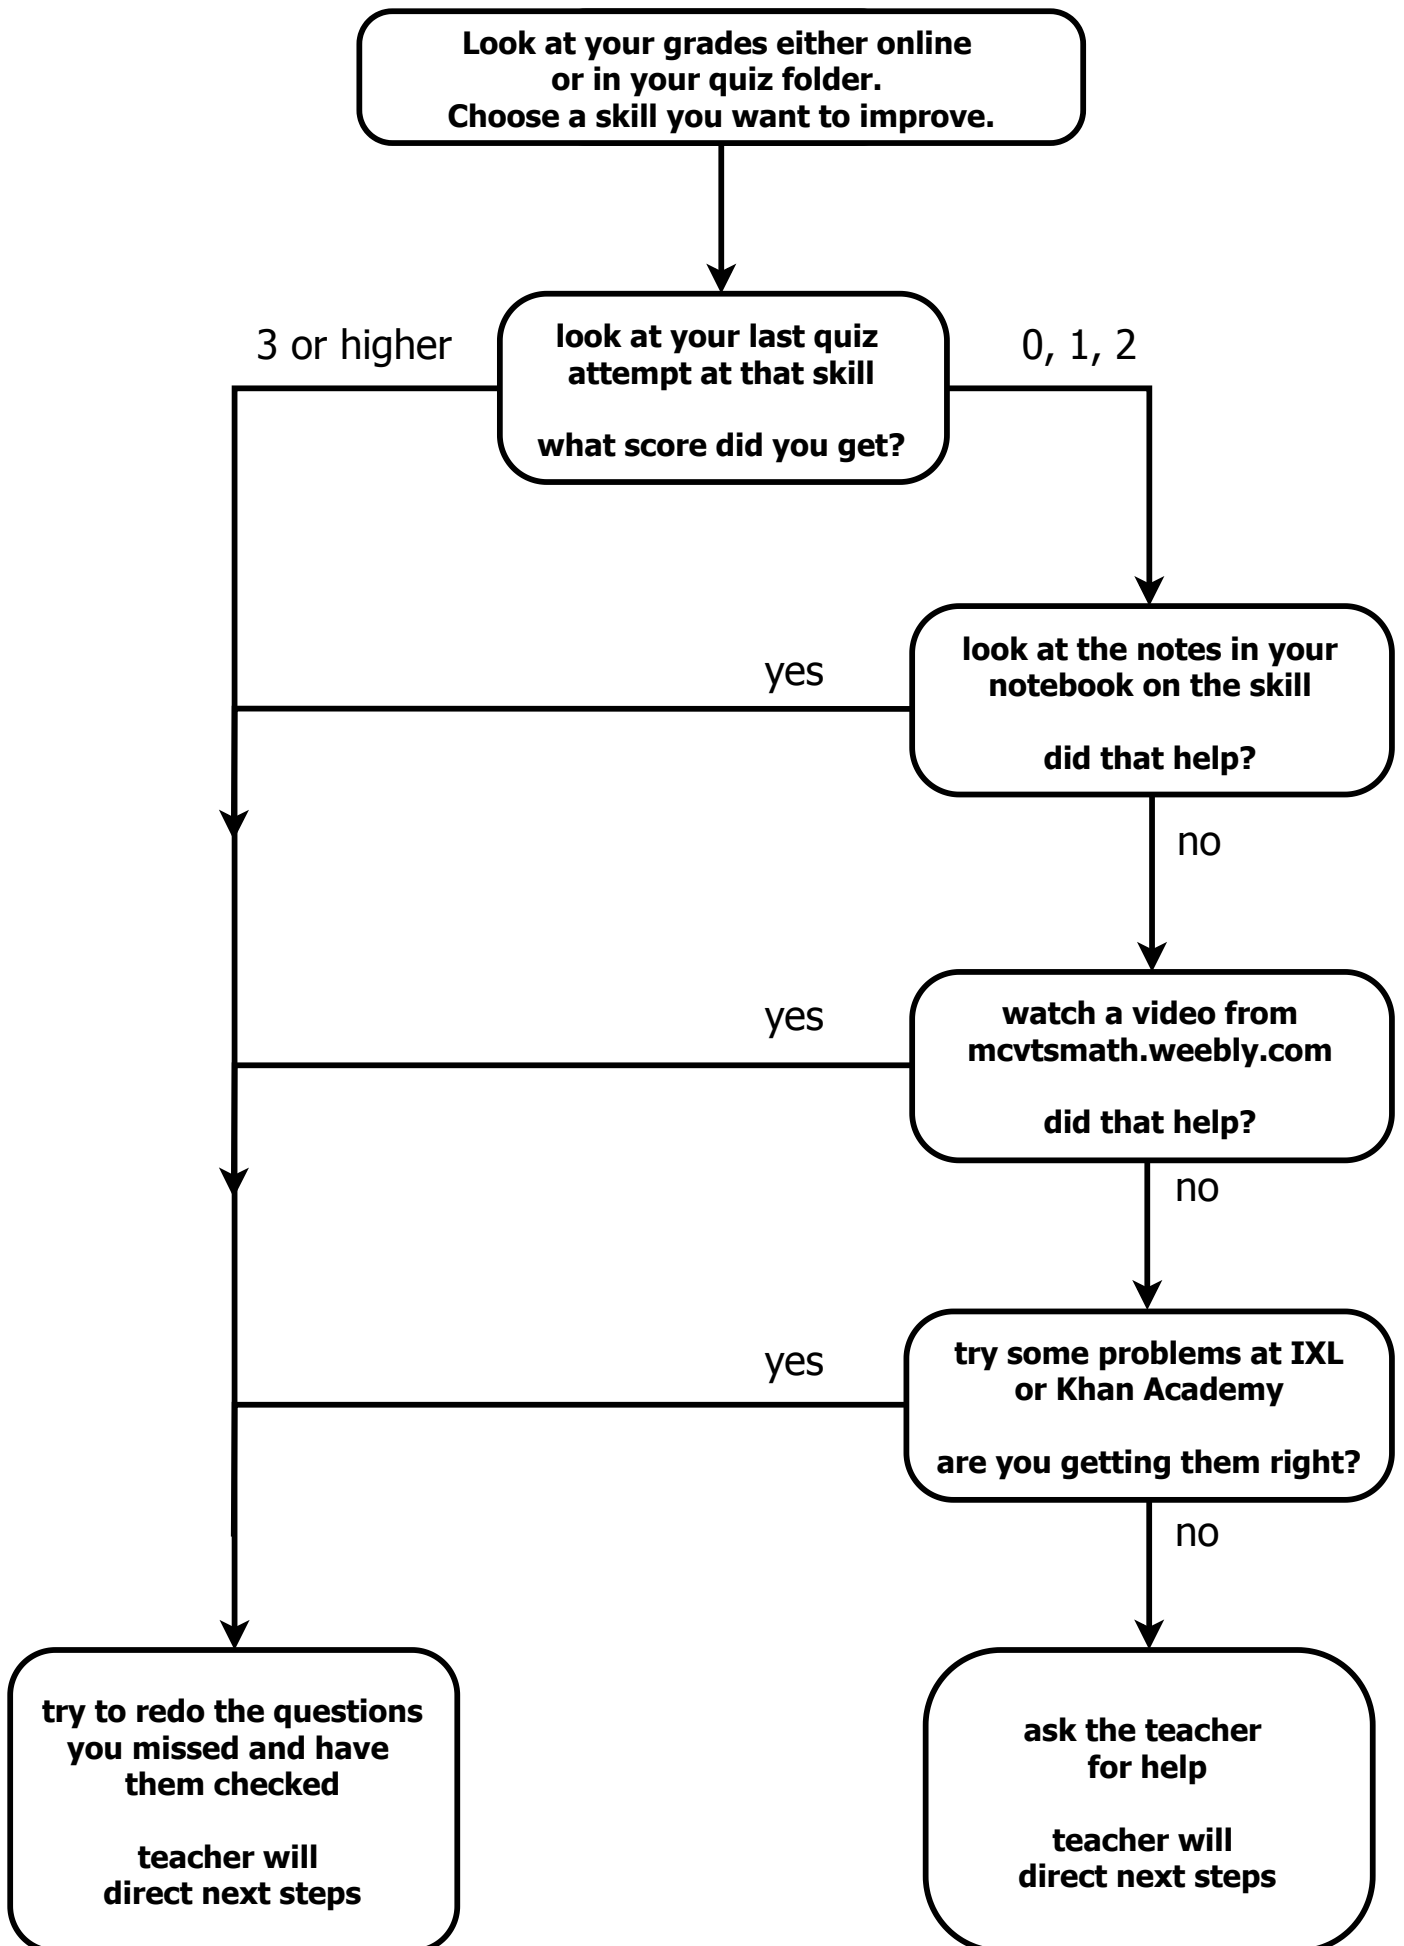 Look at your grades either online
or in your quiz folder.
Choose a skill you want to improve.
3 or higher
look at your last quiz
attempt at that skill
what score did you get?
0, 1, 2
yes
look at the notes in your
notebook on the skill
did that help?
no
yes
watch a video from
mcvtsmath.weebly.com
did that help?
no
yes
try some problems at IXL
or Khan Academy
are you getting them right?
no
try to redo the questions
you missed and have
them checked
teacher will
direct next steps
ask the teacher
for help
teacher will
direct next steps